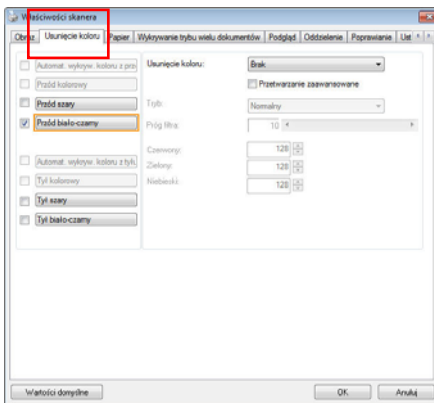 Właściwości skanera
Obraz Usunięcie koloru Papier Wykrywanie trybu wielu dokumentów Podgląd Oddzielenie Poprawianie Ust
Automat. wykryw. koloru z prz
Przód kolorowy
Przód szary
Przód biało-czarny
Automat. wykryw. koloru z tyłu
Tył kolorowy
Tył szary
Tył biało-czarny
Usunięcie koloru: Brak
Przetwarzanie zaawansowane
Tryb: Normalny
Próg filtra: 10
Czerwony: 128
Zielony: 128
Niebieski: 128
Wartości domyślne OK Anuluj